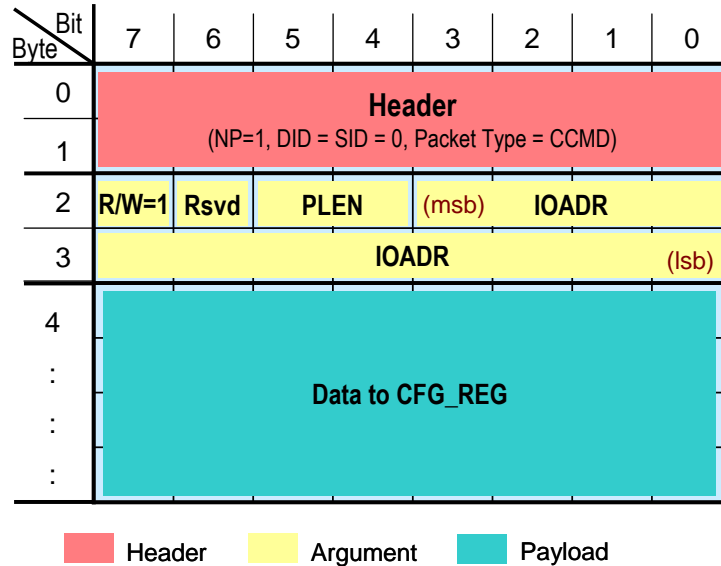 Bit
Byte 7 6 5 4 3 2 1 0
0 Header
(NP=1, DID = SID = 0, Packet Type = CCMD)
1
2 R/W=1 Rsvd PLEN (msb) IOADR
3 IOADR (lsb)
4
:
Data to CFG_REG
:
:
Header Argument Payload